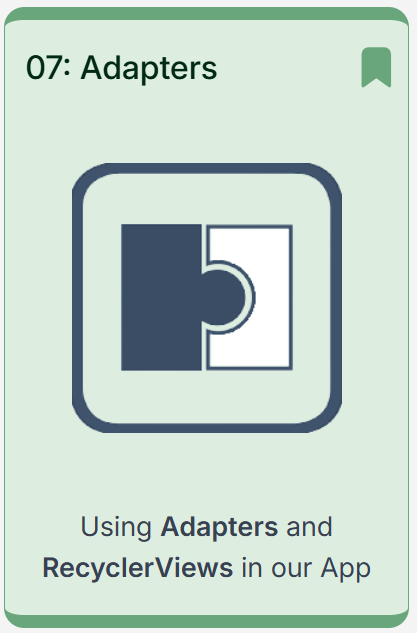 07: Adapters
Using Adapters and
RecyclerViews in our App